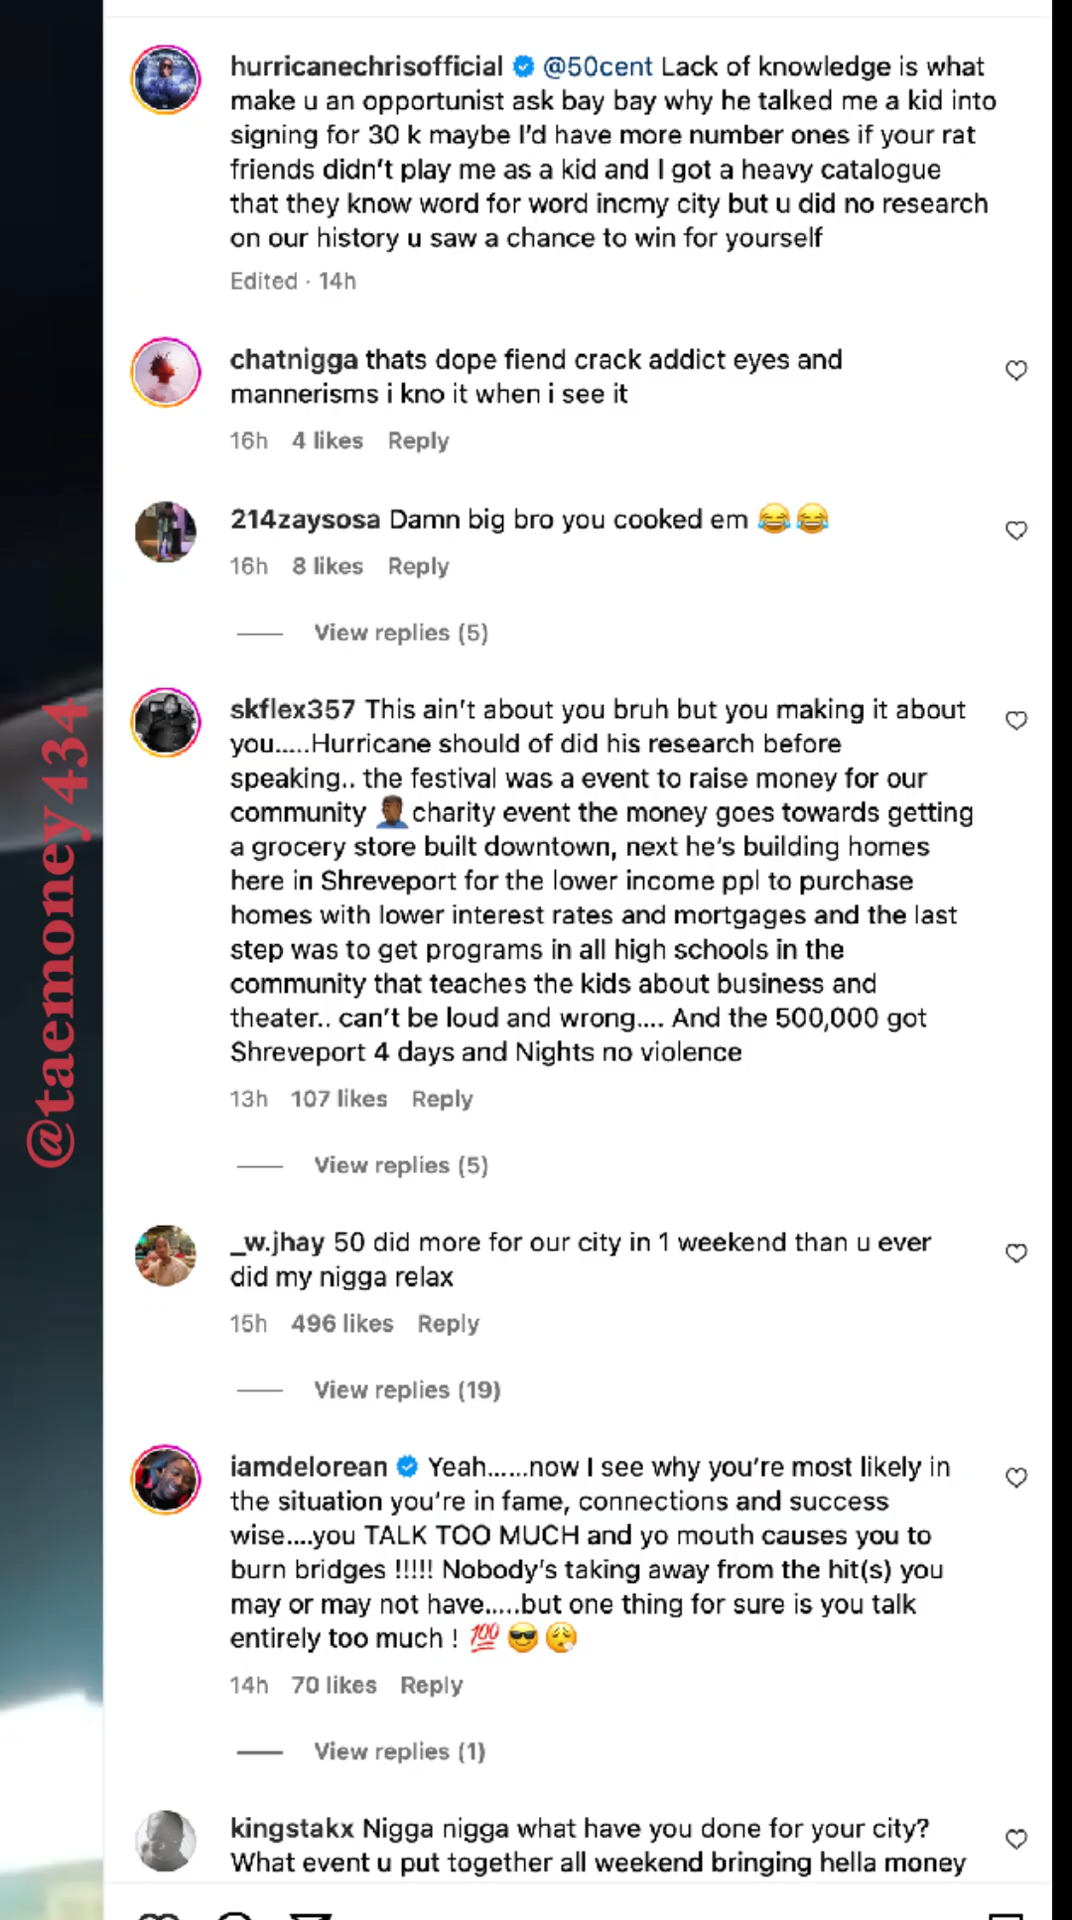 hurricanechrisofficial @50cent Lack of knowledge is what
make u an opportunist ask bay bay why he talked me a kid into
signing for 30 k maybe I'd have more number ones if your rat
friends didn't play me as a kid and I got a heavy catalogue
that they know word for word incmy city but u did no research
on our history u saw a chance to win for yourself
Edited · 14h
chatnigga thats dope fiend crack addict eyes and
mannerisms i kno it when i see it
16h 4 likes Reply
214zaysosa Damn big bro you cooked em 😂😂
16h 8 likes Reply
View replies (5)
skflex357 This ain't about you bruh but you making it about
you.....Hurricane should of did his research before
speaking.. the festival was a event to raise money for our
community 🤦🏾‍♂️charity event the money goes towards getting
a grocery store built downtown, next he's building homes
here in Shreveport for the lower income ppl to purchase
homes with lower interest rates and mortgages and the last
step was to get programs in all high schools in the
community that teaches the kids about business and
theater.. can't be loud and wrong.... And the 500,000 got
Shreveport 4 days and Nights no violence
13h 107 likes Reply
View replies (5)
_w.jhay 50 did more for our city in 1 weekend than u ever
did my nigga relax
15h 496 likes Reply
View replies (19)
iamdelorean Yeah......now I see why you're most likely in
the situation you're in fame, connections and success
wise....you TALK TOO MUCH and yo mouth causes you to
burn bridges !!!!! Nobody's taking away from the hit(s) you
may or may not have.....but one thing for sure is you talk
entirely too much ! 💯😎😮‍💨
14h 70 likes Reply
View replies (1)
kingstakx Nigga nigga what have you done for your city?
What event u put together all weekend bringing hella money
@taemoney434